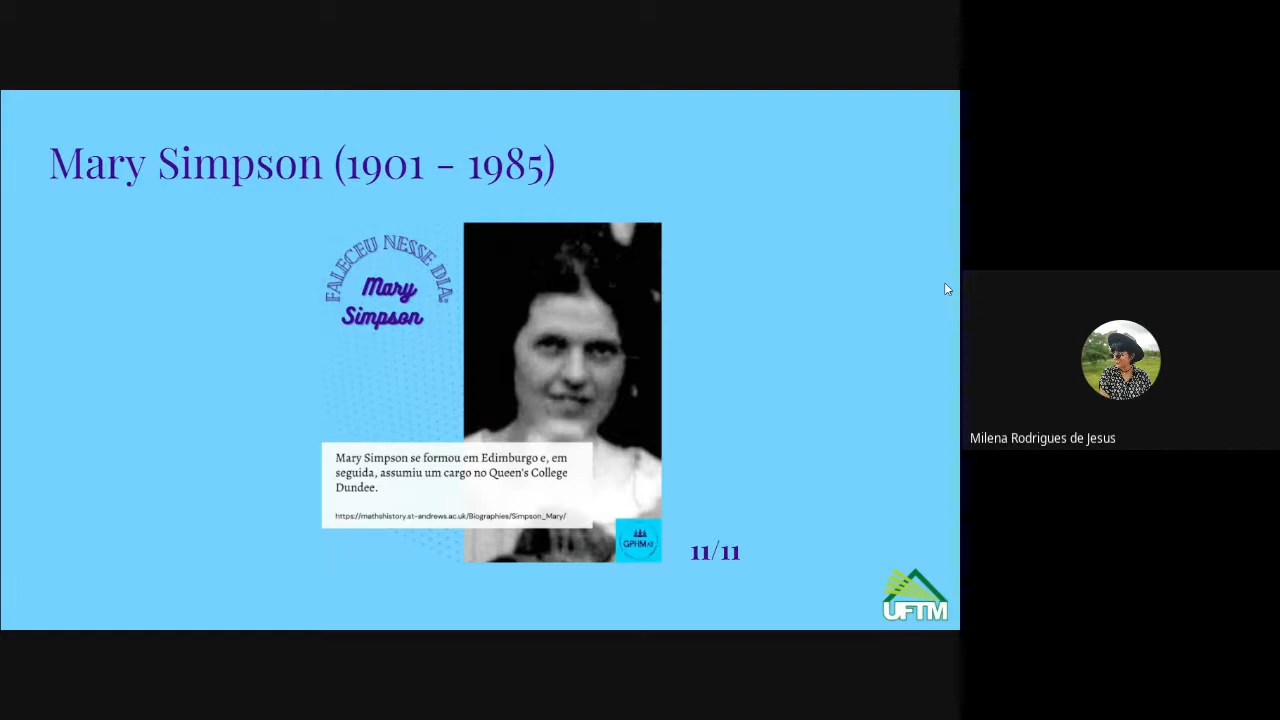 Mary Simpson (1901 - 1985)
FALECEU NESSE DIA:
Mary
Simpson
Mary Simpson se formou em Edimburgo e, em
seguida, assumiu um cargo no Queen's College
Dundee.
https://mathshistory.st-andrews.ac.uk/Biographies/Simpson_Mary/
GPHMat
11/11
UFTM
Milena Rodrigues de Jesus